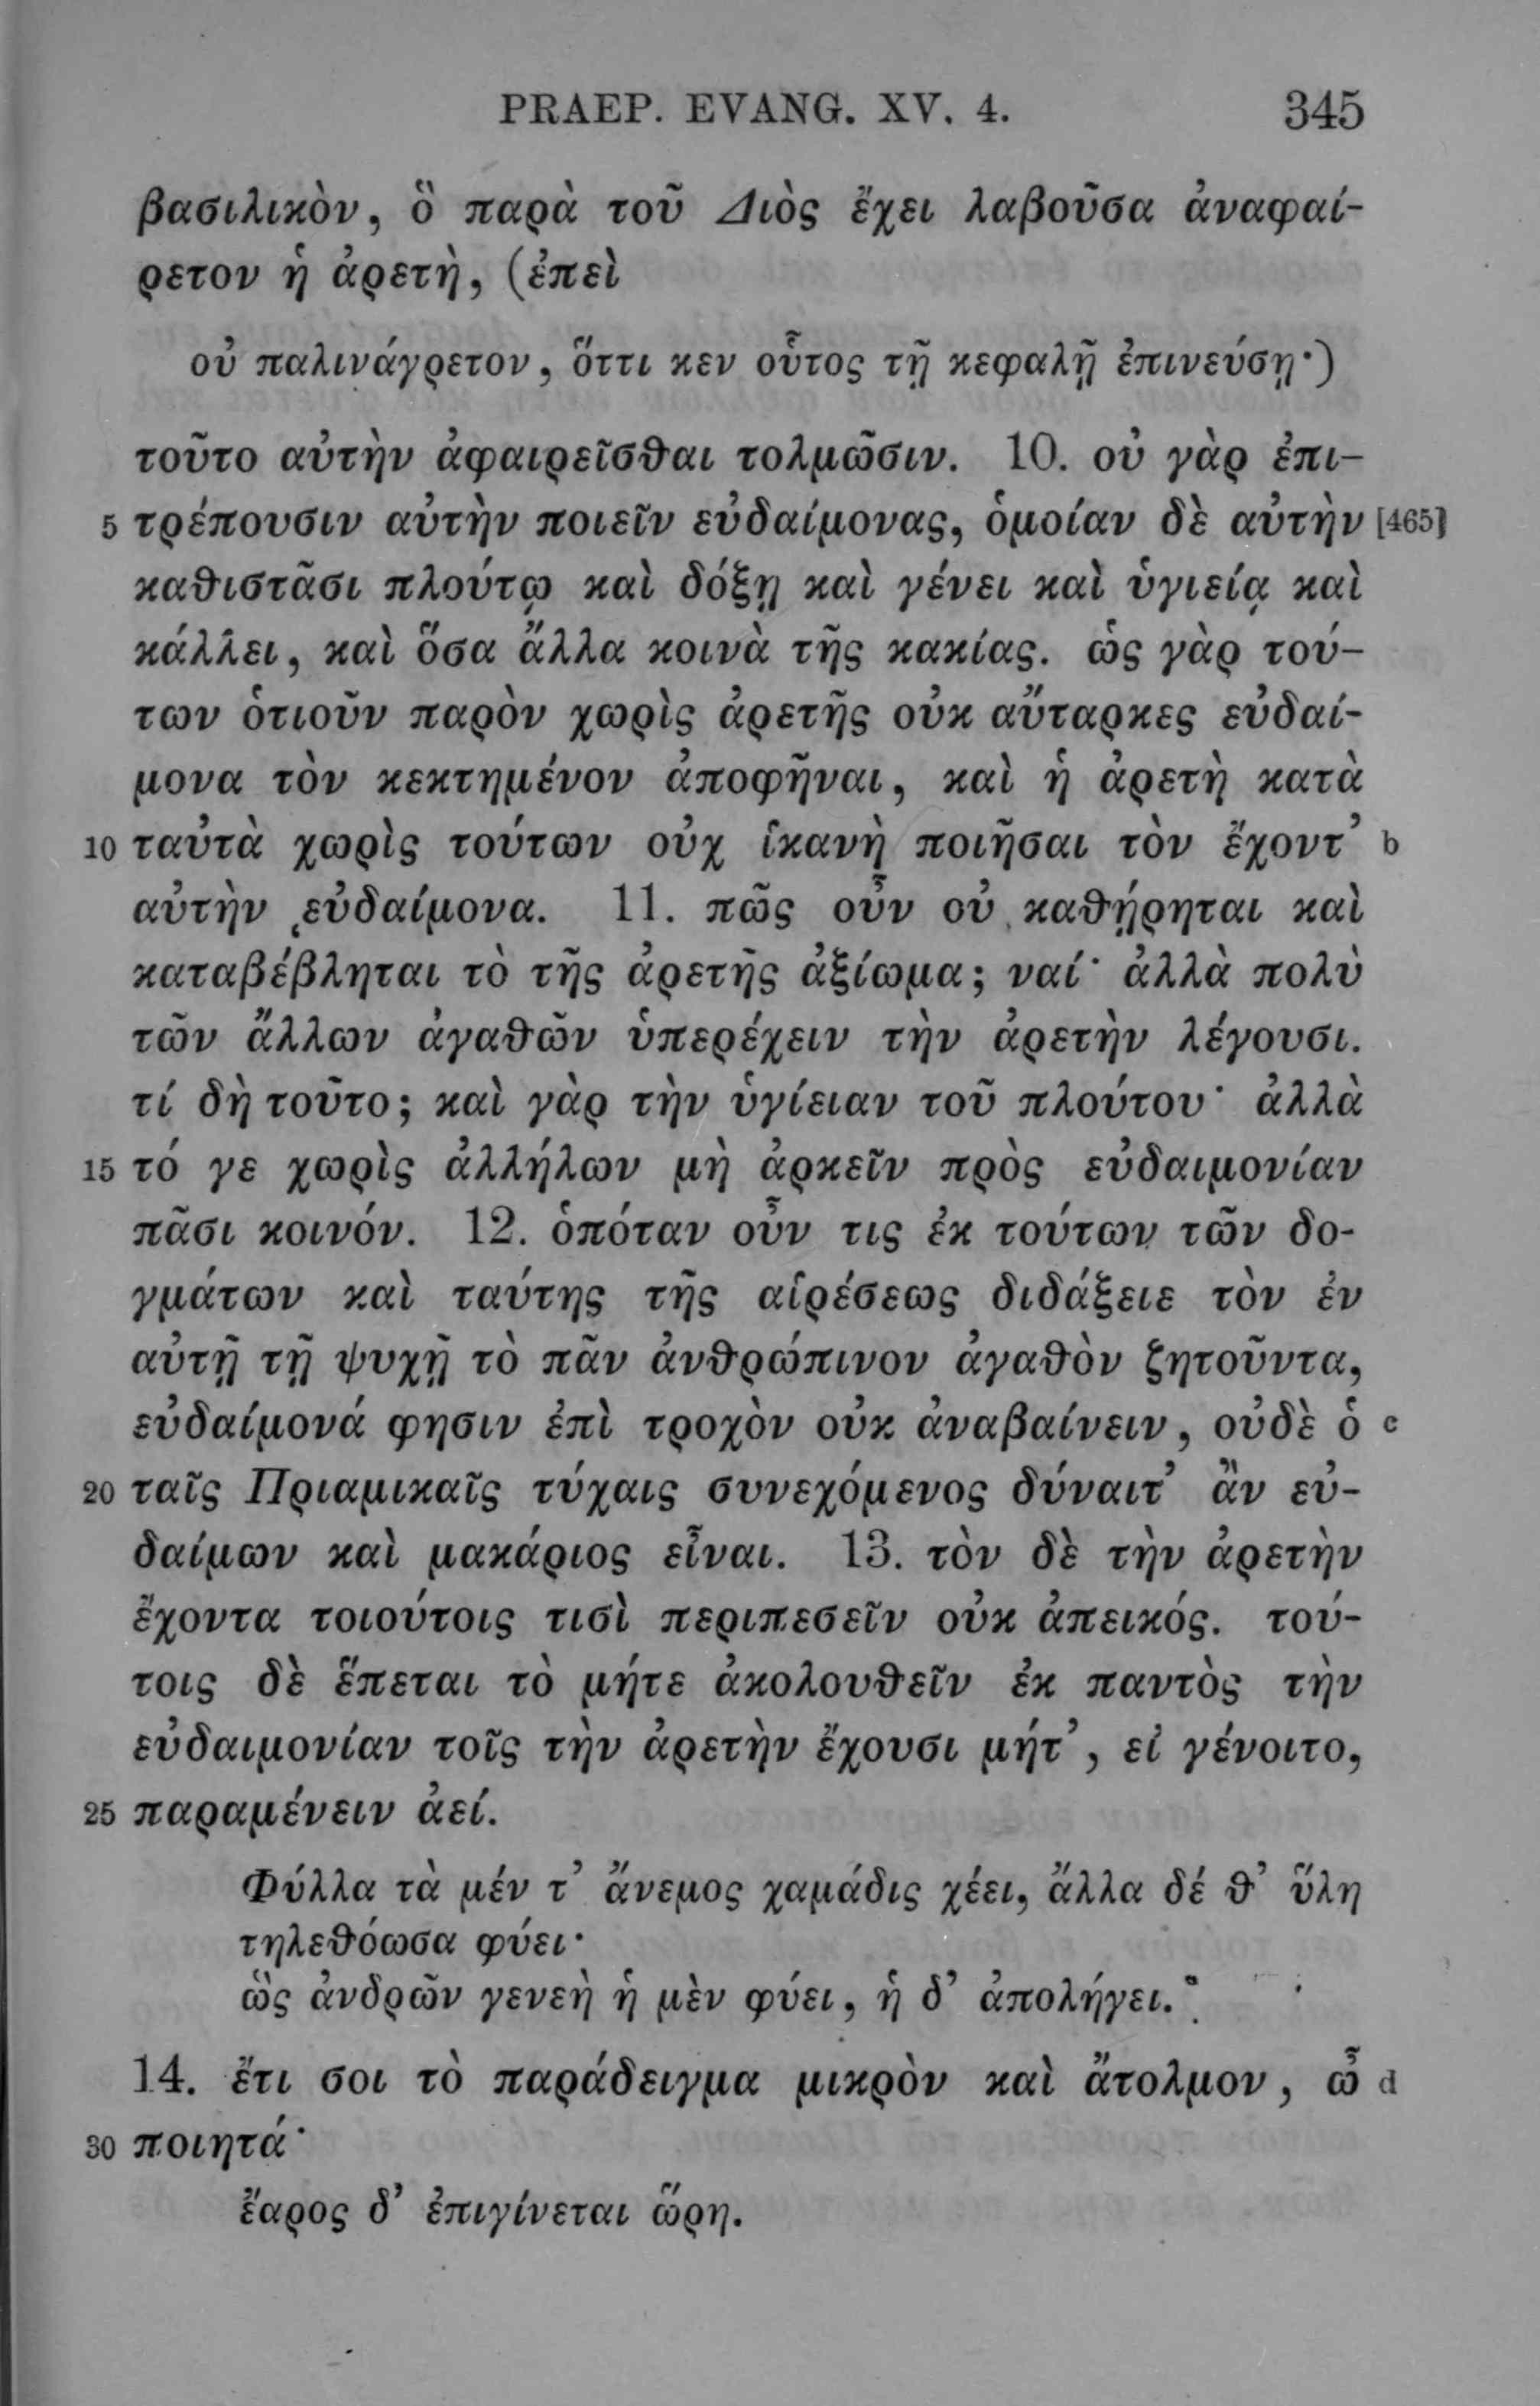 PRAEP. EVANG. XV. 4. 345
βασιλικὸν, ὃ παρὰ τοῦ Διὸς ἔχει λαβοῦσα ἀναφαί-
ρετον ἡ ἀρετὴ, (ἐπεὶ
οὐ παλινάγρετον, ὅττι κεν οὗτος τῇ κεφαλῇ ἐπινεύσῃ·)
τοῦτο αὐτὴν ἀφαιρεῖσθαι τολμῶσιν. 10. οὐ γὰρ ἐπι-
5 τρέπουσιν αὐτὴν ποιεῖν εὐδαίμονας, ὁμοίαν δὲ αὐτὴν [465]
καθιστᾶσι πλούτῳ καὶ δόξῃ καὶ γένει καὶ ὑγιείᾳ καὶ
κάλλει, καὶ ὅσα ἄλλα κοινὰ τῆς κακίας. ὡς γὰρ τού-
των ὁτιοῦν παρὸν χωρὶς ἀρετῆς οὐκ αὔταρκες εὐδαί-
μονα τὸν κεκτημένον ἀποφῆναι, καὶ ἡ ἀρετὴ κατὰ
10 ταὐτὰ χωρὶς τούτων οὐχ ἱκανὴ ποιῆσαι τὸν ἔχοντ’ b
αὐτὴν εὐδαίμονα. 11. πῶς οὖν οὐ καθῄρηται καὶ
καταβέβληται τὸ τῆς ἀρετῆς ἀξίωμα; ναί· ἀλλὰ πολὺ
τῶν ἄλλων ἀγαθῶν ὑπερέχειν τὴν ἀρετὴν λέγουσι.
τί δὴ τοῦτο; καὶ γὰρ τὴν ὑγίειαν τοῦ πλούτου· ἀλλὰ
15 τό γε χωρὶς ἀλλήλων μὴ ἀρκεῖν πρὸς εὐδαιμονίαν
πᾶσι κοινόν. 12. ὁπόταν οὖν τις ἐκ τούτων τῶν δο-
γμάτων καὶ ταύτης τῆς αἱρέσεως διδάξειε τὸν ἐν
αὐτῇ τῇ ψυχῇ τὸ πᾶν ἀνθρώπινον ἀγαθὸν ζητοῦντα,
εὐδαίμονά φησιν ἐπὶ τροχὸν οὐκ ἀναβαίνειν, οὐδὲ ὁ c
20 ταῖς Πριαμικαῖς τύχαις συνεχόμενος δύναιτ’ ἂν εὐ-
δαίμων καὶ μακάριος εἶναι. 13. τὸν δὲ τὴν ἀρετὴν
ἔχοντα τοιούτοις τισὶ περιπεσεῖν οὐκ ἀπεικός. τού-
τοις δὲ ἕπεται τὸ μήτε ἀκολουθεῖν ἐκ παντὸς τὴν
εὐδαιμονίαν τοῖς τὴν ἀρετὴν ἔχουσι μήτ’, εἰ γένοιτο,
25 παραμένειν ἀεί.
Φύλλα τὰ μέν τ’ ἄνεμος χαμάδις χέει, ἄλλα δέ θ’ ὕλη
τηλεθόωσα φύει·
ὣς ἀνδρῶν γενεὴ ἡ μὲν φύει, ἡ δ’ ἀπολήγει.
14. ἔτι σοι τὸ παράδειγμα μικρὸν καὶ ἄτολμον, ὦ d
30 ποιητά·
ἔαρος δ’ ἐπιγίνεται ὥρη.